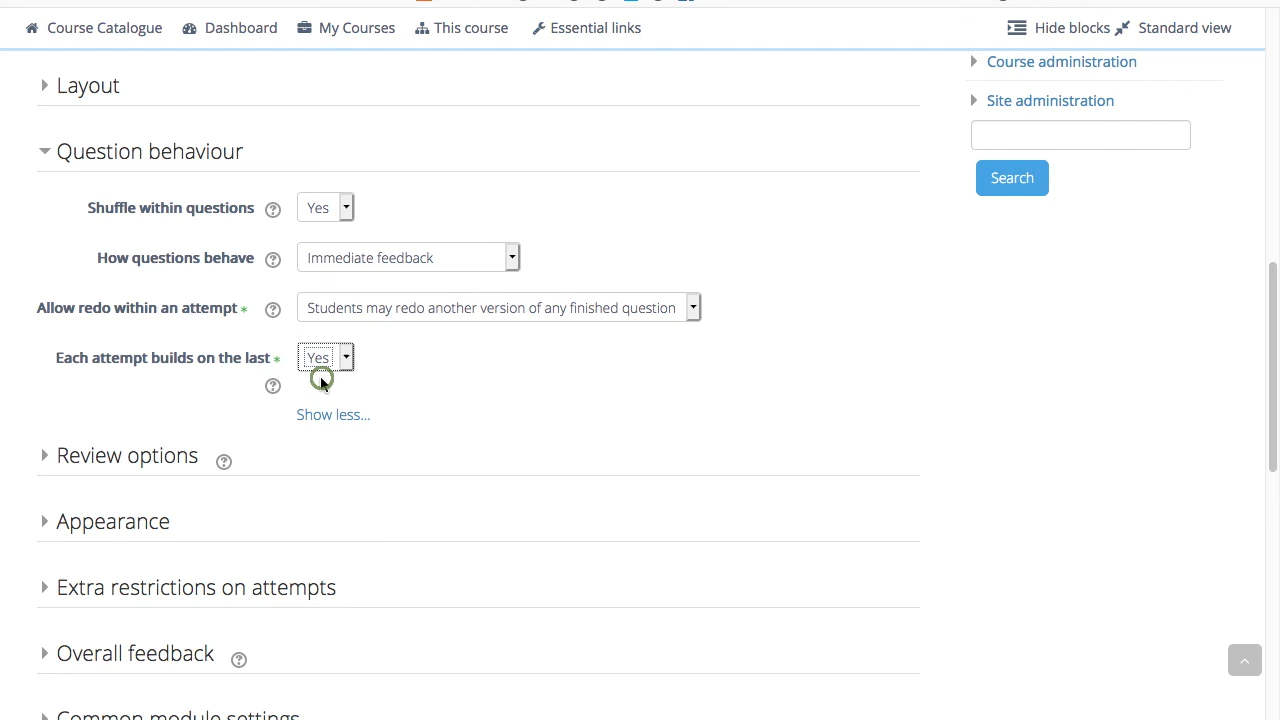 Course Catalogue Dashboard My Courses This course Essential links Hide blocks Standard view
Course administration
Layout
Site administration
Question behaviour
Search
Shuffle within questions Yes
How questions behave Immediate feedback
Allow redo within an attempt * Students may redo another version of any finished question
Each attempt builds on the last * Yes
Show less...
Review options
Appearance
Extra restrictions on attempts
Overall feedback
Common module settings